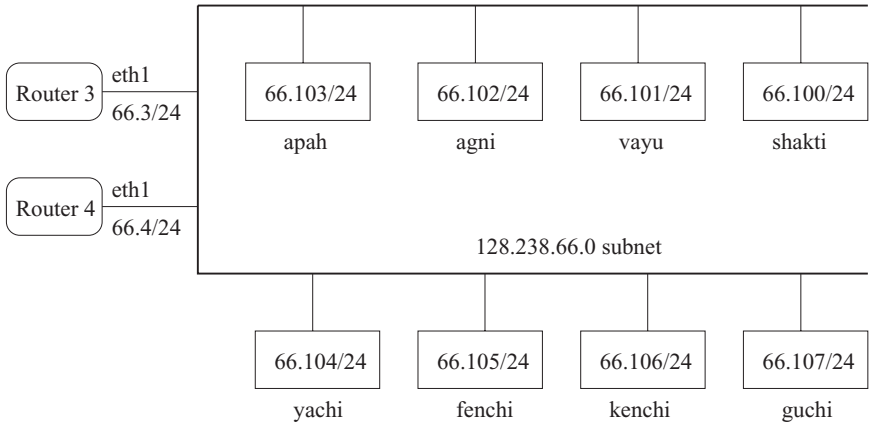 eth1
Router 3
66.3/24
66.103/24
66.102/24
66.101/24
66.100/24
apah
agni
vayu
shakti
eth1
Router 4
66.4/24
128.238.66.0 subnet
66.104/24
66.105/24
66.106/24
66.107/24
yachi
fenchi
kenchi
guchi